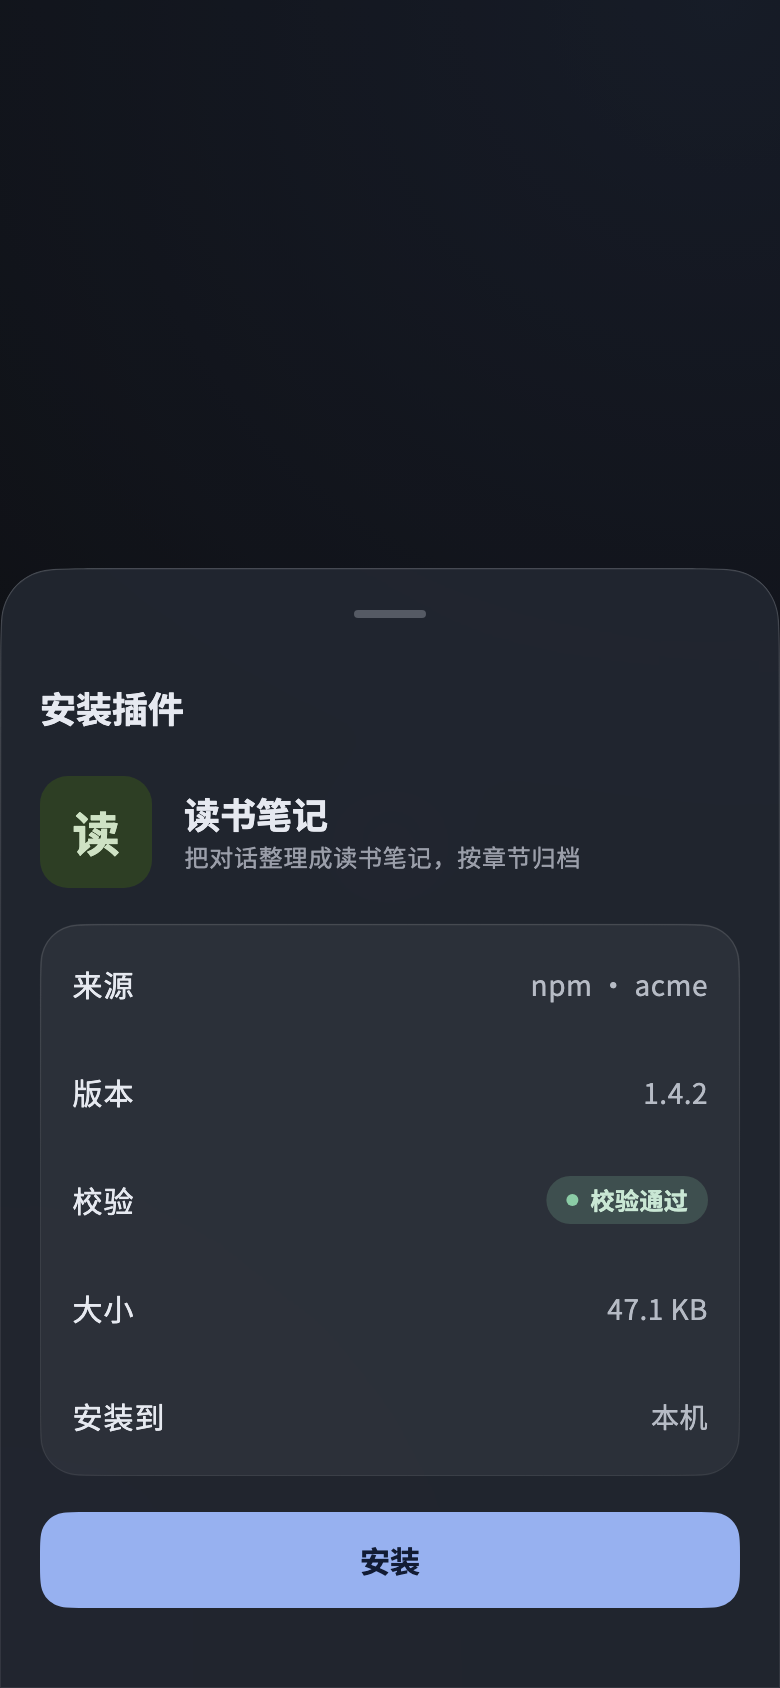 安装插件
读
读书笔记
把对话整理成读书笔记，按章节归档
来源 npm · acme
版本 1.4.2
校验 校验通过
大小 47.1 KB
安装到 本机
安装